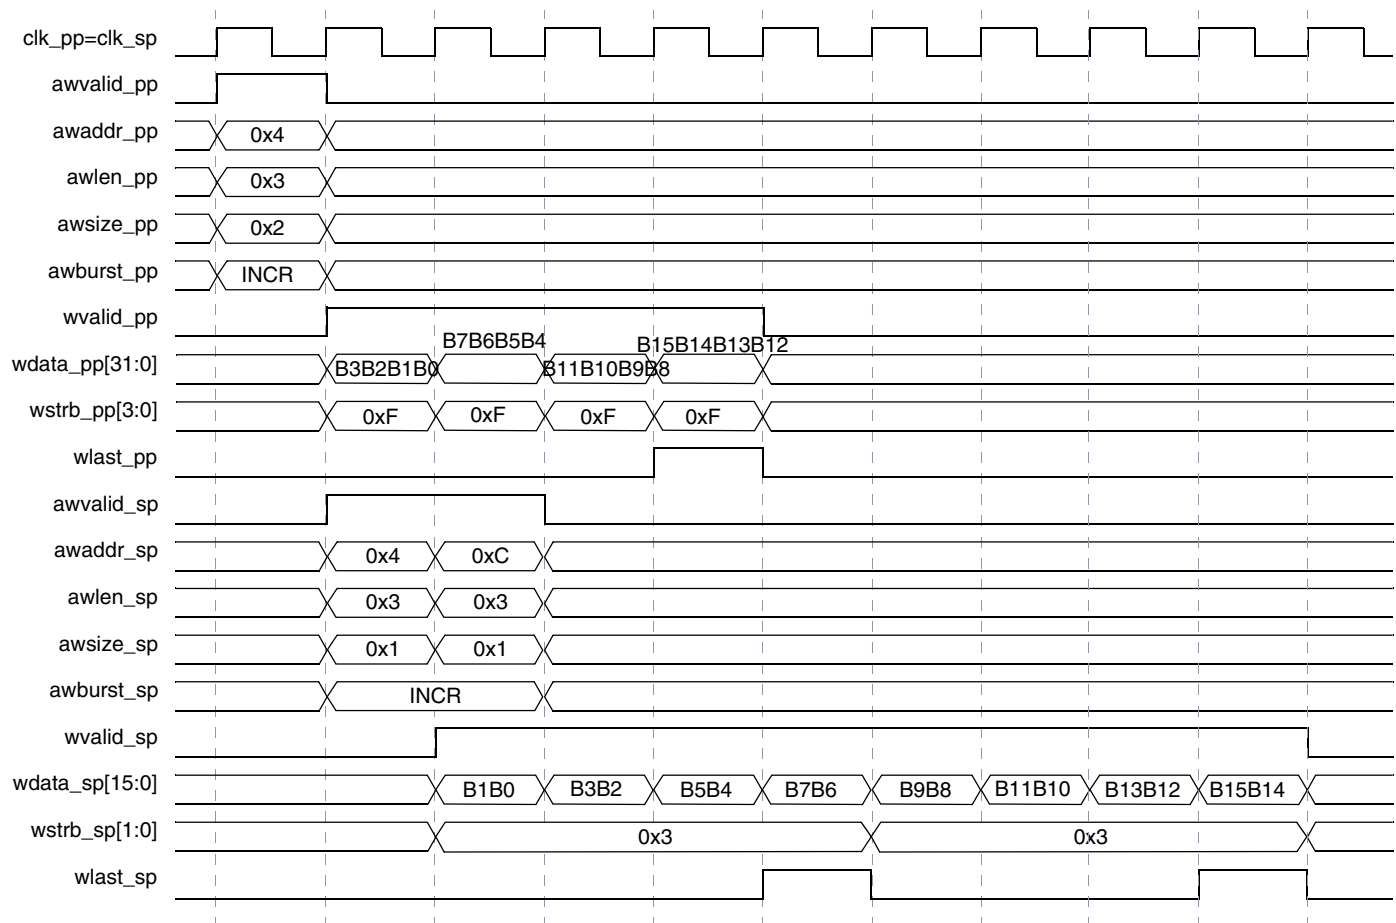 clk_pp=clk_sp
awvalid_pp
awaddr_pp 0x4
awlen_pp 0x3
awsize_pp 0x2
awburst_pp INCR
wvalid_pp
B7B6B5B4 B15B14B13B12
wdata_pp[31:0] B3B2B1B0 B11B10B9B8
wstrb_pp[3:0] 0xF 0xF 0xF 0xF
wlast_pp
awvalid_sp
awaddr_sp 0x4 0xC
awlen_sp 0x3 0x3
awsize_sp 0x1 0x1
awburst_sp INCR
wvalid_sp
wdata_sp[15:0] B1B0 B3B2 B5B4 B7B6 B9B8 B11B10 B13B12 B15B14
wstrb_sp[1:0] 0x3 0x3
wlast_sp